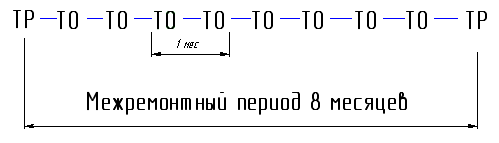 ТР–ТО–ТО–ТО–ТО–ТО–ТО–ТО–ТО–ТР
1 мес
Межремонтный период 8 месяцев